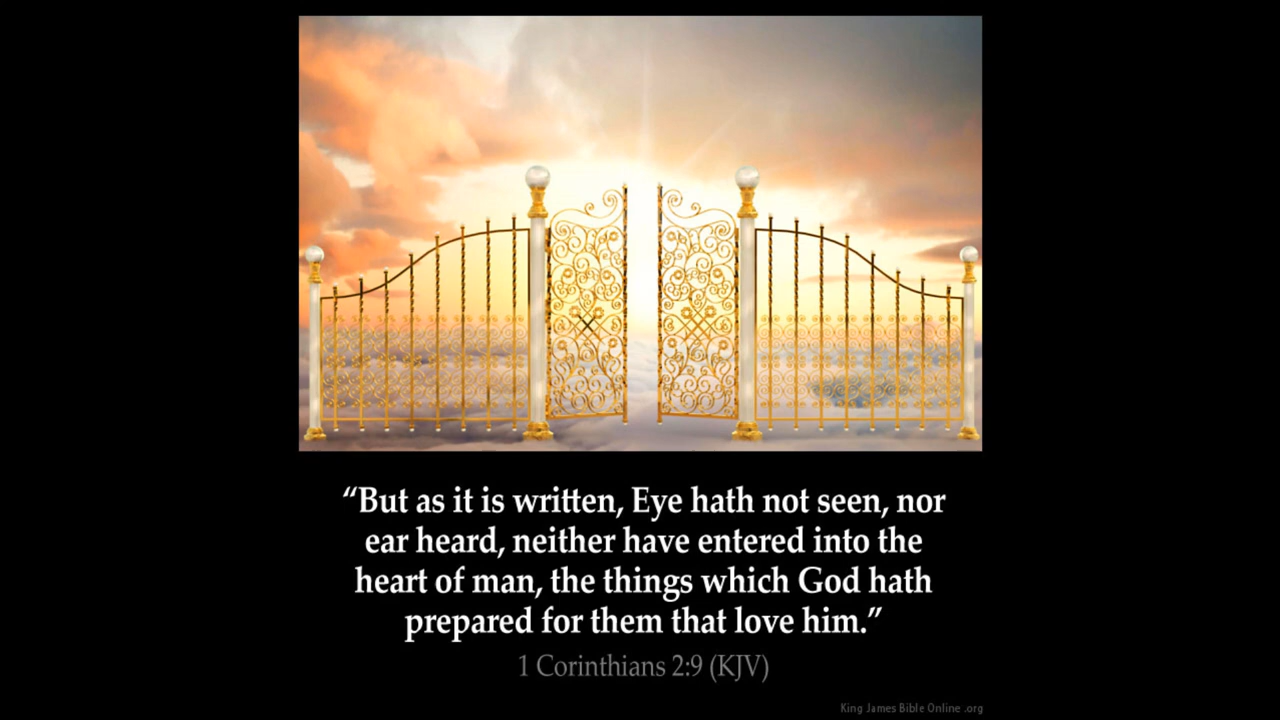 “But as it is written, Eye hath not seen, nor
ear heard, neither have entered into the
heart of man, the things which God hath
prepared for them that love him.”
1 Corinthians 2:9 (KJV)
King James Bible Online .org